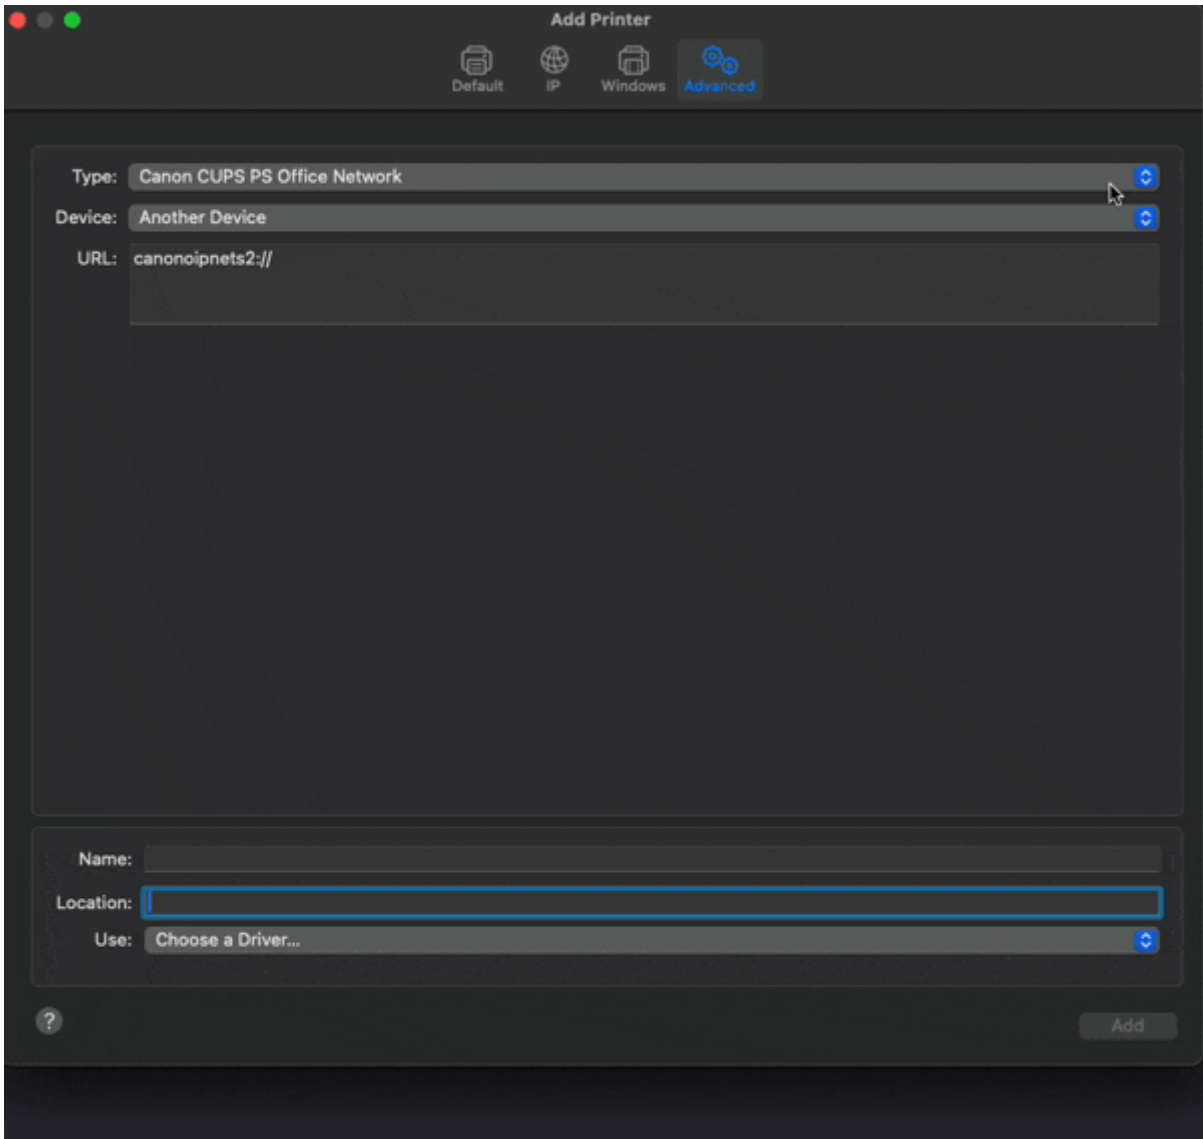 Add Printer
Default IP Windows Advanced
Type: Canon CUPS PS Office Network
Device: Another Device
URL: canonoipnets2://
Name:
Location:
Use: Choose a Driver...
?
Add